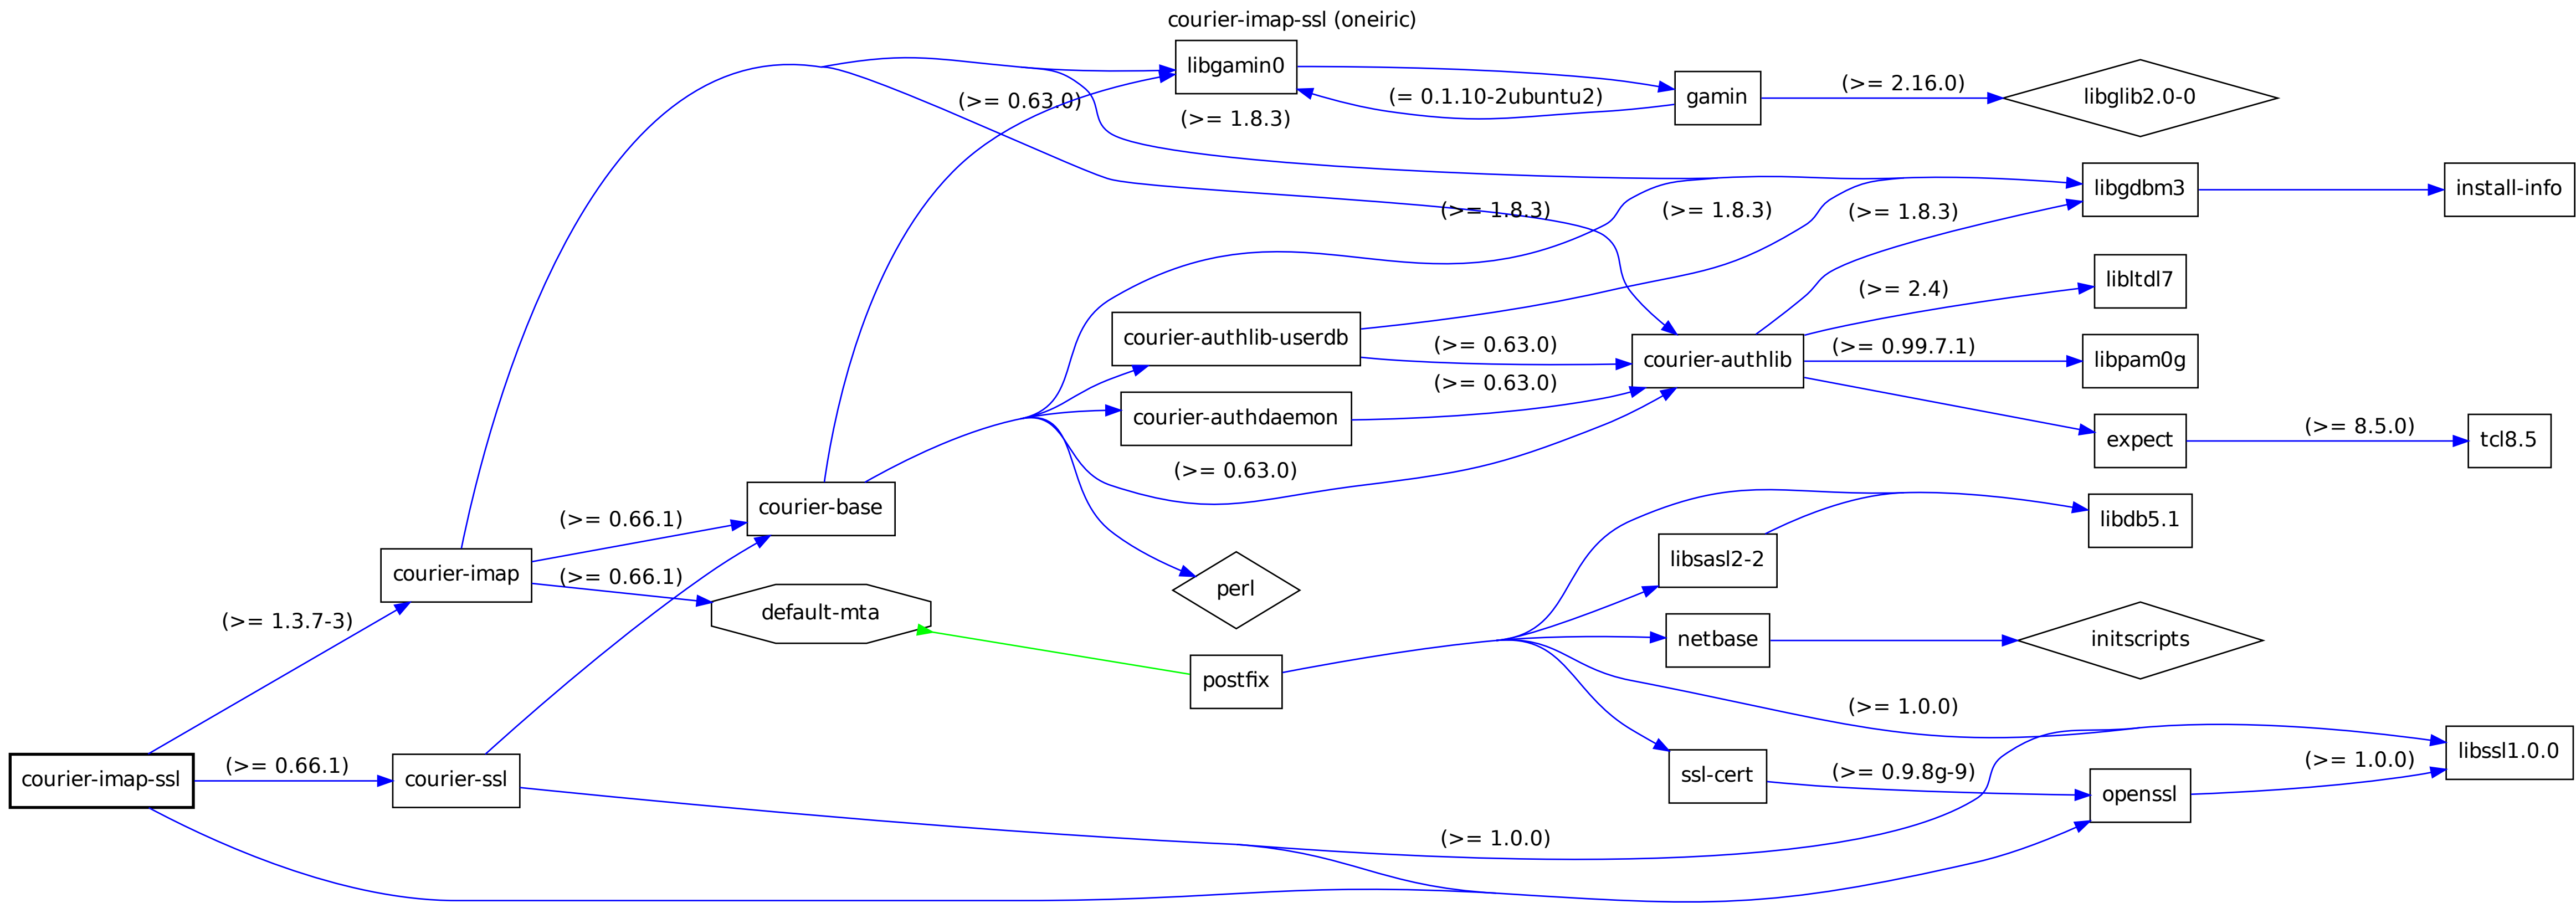 courier-imap-ssl (oneiric)
libgamin0
gamin
(>= 2.16.0)
libglib2.0-0
(= 0.1.10-2ubuntu2)
(>= 0.63.0)
(>= 1.8.3)
libgdbm3
install-info
(>= 1.8.3)
(>= 1.8.3)
(>= 1.8.3)
libltdl7
(>= 2.4)
courier-authlib-userdb
(>= 0.63.0)
courier-authlib
(>= 0.99.7.1)
libpam0g
(>= 0.63.0)
courier-authdaemon
expect
(>= 8.5.0)
tcl8.5
(>= 0.63.0)
courier-base
(>= 0.66.1)
libdb5.1
libsasl2-2
courier-imap
(>= 0.66.1)
perl
default-mta
(>= 1.3.7-3)
netbase
initscripts
postfix
(>= 1.0.0)
libssl1.0.0
courier-imap-ssl
(>= 0.66.1)
courier-ssl
ssl-cert
(>= 0.9.8g-9)
openssl
(>= 1.0.0)
(>= 1.0.0)